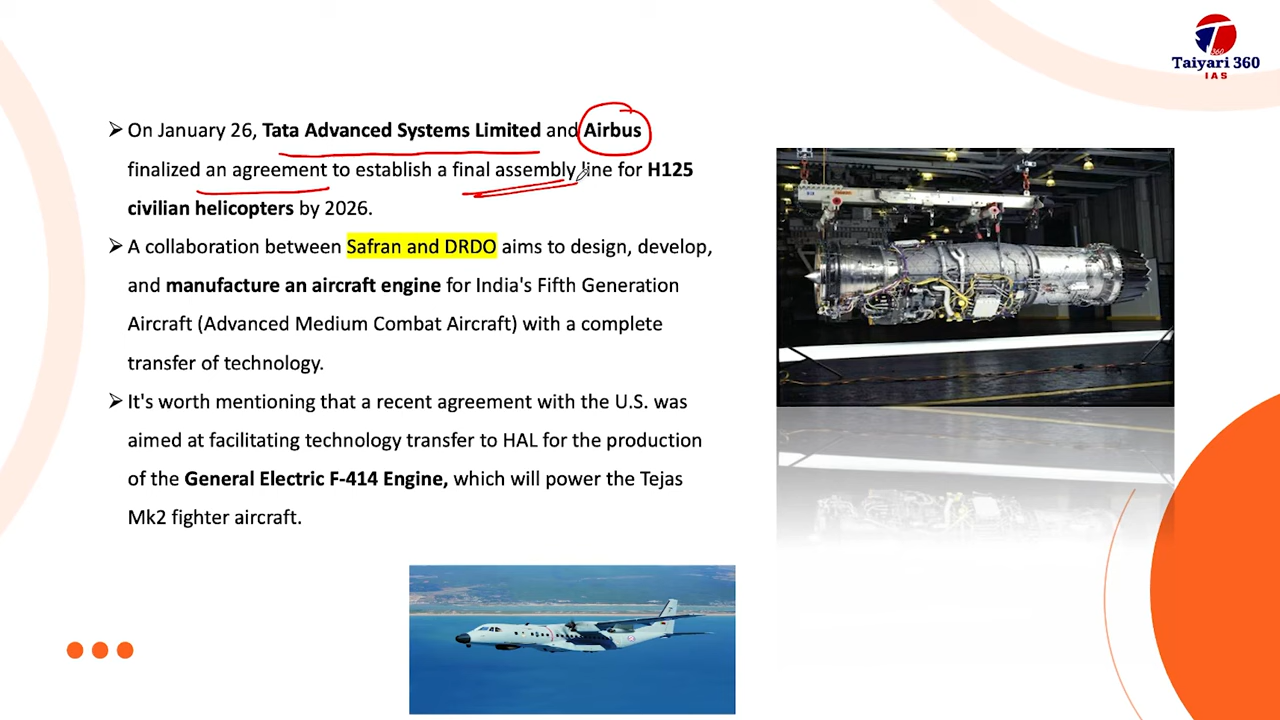 Taiyari 360
IAS
➢ On January 26, Tata Advanced Systems Limited and Airbus
finalized an agreement to establish a final assembly line for H125
civilian helicopters by 2026.
➢ A collaboration between Safran and DRDO aims to design, develop,
and manufacture an aircraft engine for India's Fifth Generation
Aircraft (Advanced Medium Combat Aircraft) with a complete
transfer of technology.
➢ It's worth mentioning that a recent agreement with the U.S. was
aimed at facilitating technology transfer to HAL for the production
of the General Electric F-414 Engine, which will power the Tejas
Mk2 fighter aircraft.